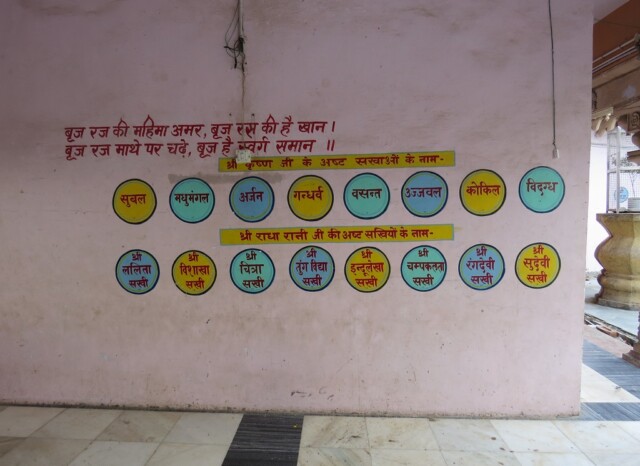 बृज रज की महिमा अमर, बृज रस की है खान।
बृज रज माथे पर चढ़े, बृज है स्वर्ग समान ॥
श्री कृष्ण जी के अष्ट सखाओं के नाम-
सुबल मधुमंगल अर्जन गन्धर्व वसन्त उज्जवल कोकिल विदग्ध
श्री राधा रानी जी की अष्ट सखियों के नाम-
श्री ललिता सखी
श्री विशाखा सखी
श्री चित्रा सखी
श्री तुंग विद्या सखी
श्री इन्दूलेखा सखी
श्री चम्पकलता सखी
श्री रंगदेवी सखी
श्री सुदेवी सखी